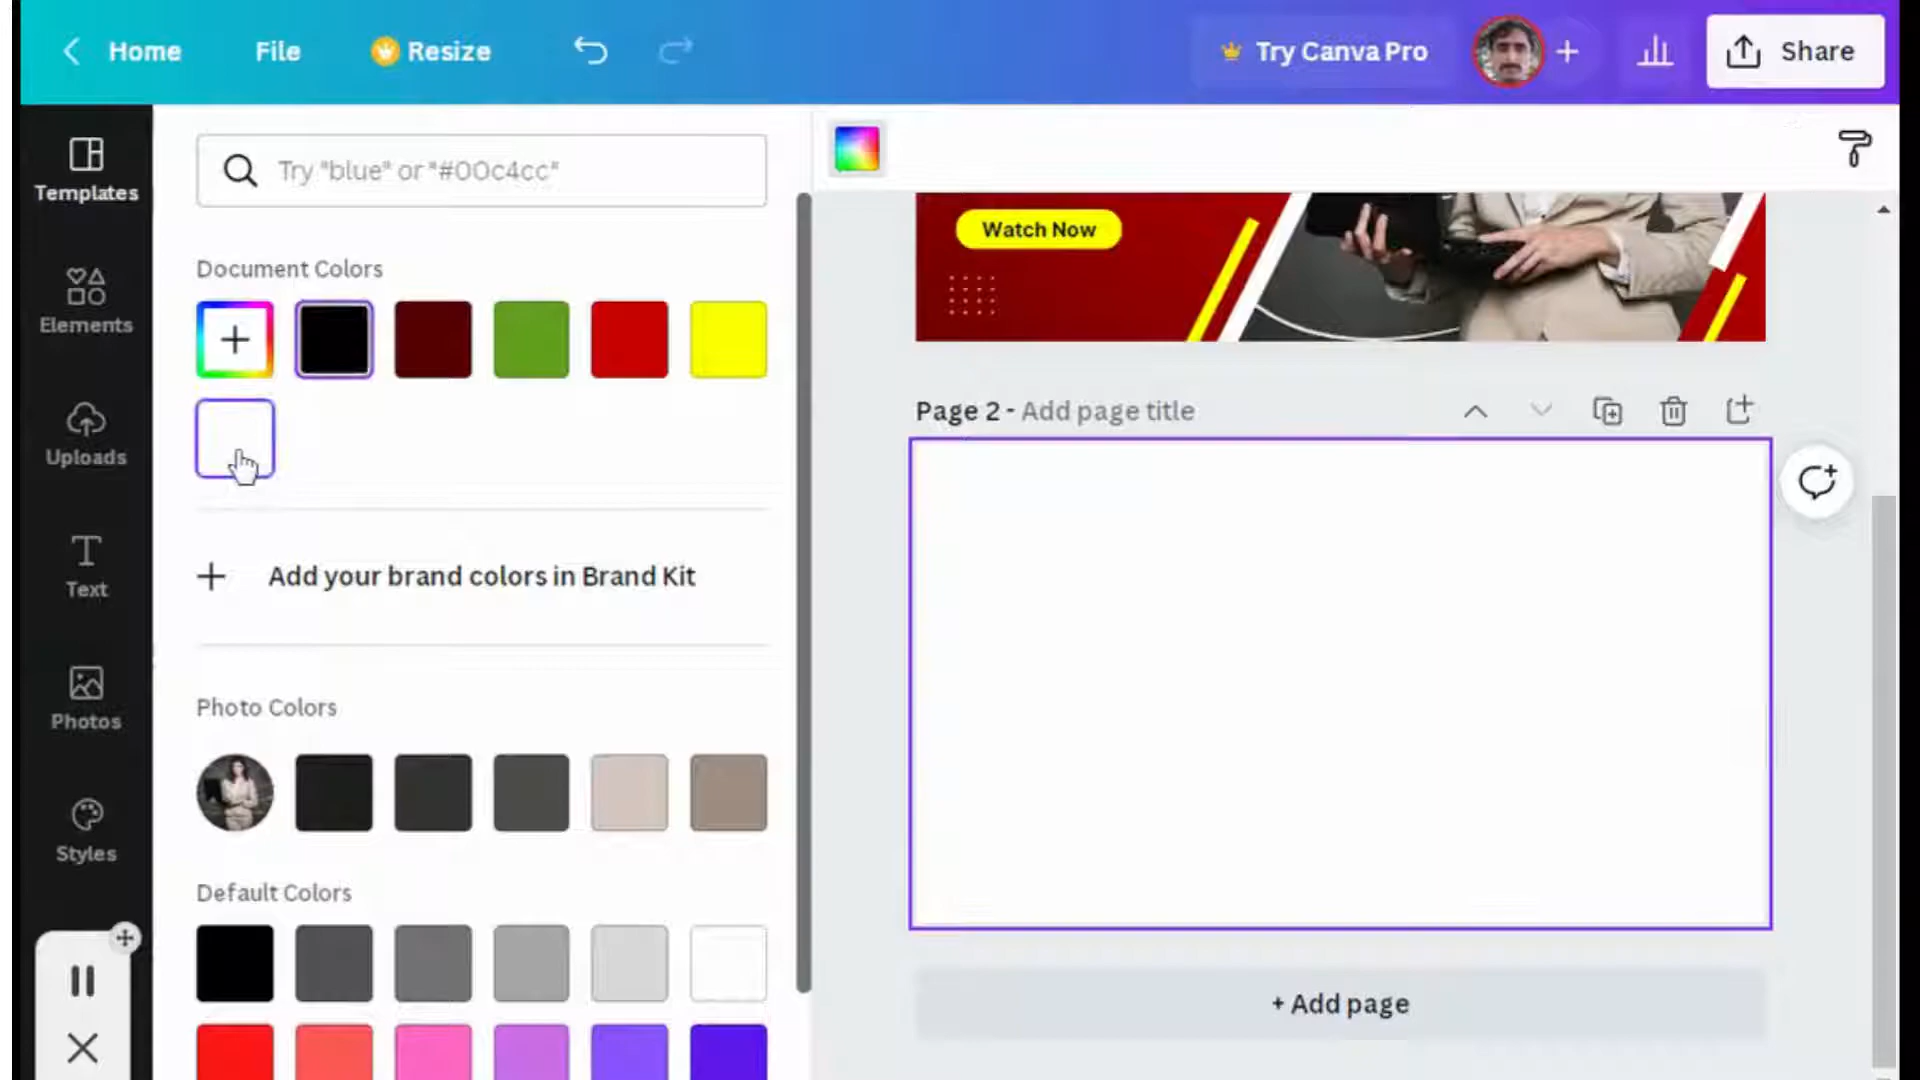 Home File Resize Try Canva Pro Share
Templates
Elements
Uploads
Text
Photos
Styles
Try "blue" or "#00c4cc"
Document Colors
Add your brand colors in Brand Kit
Photo Colors
Default Colors
Watch Now
Page 2 - Add page title
+ Add page